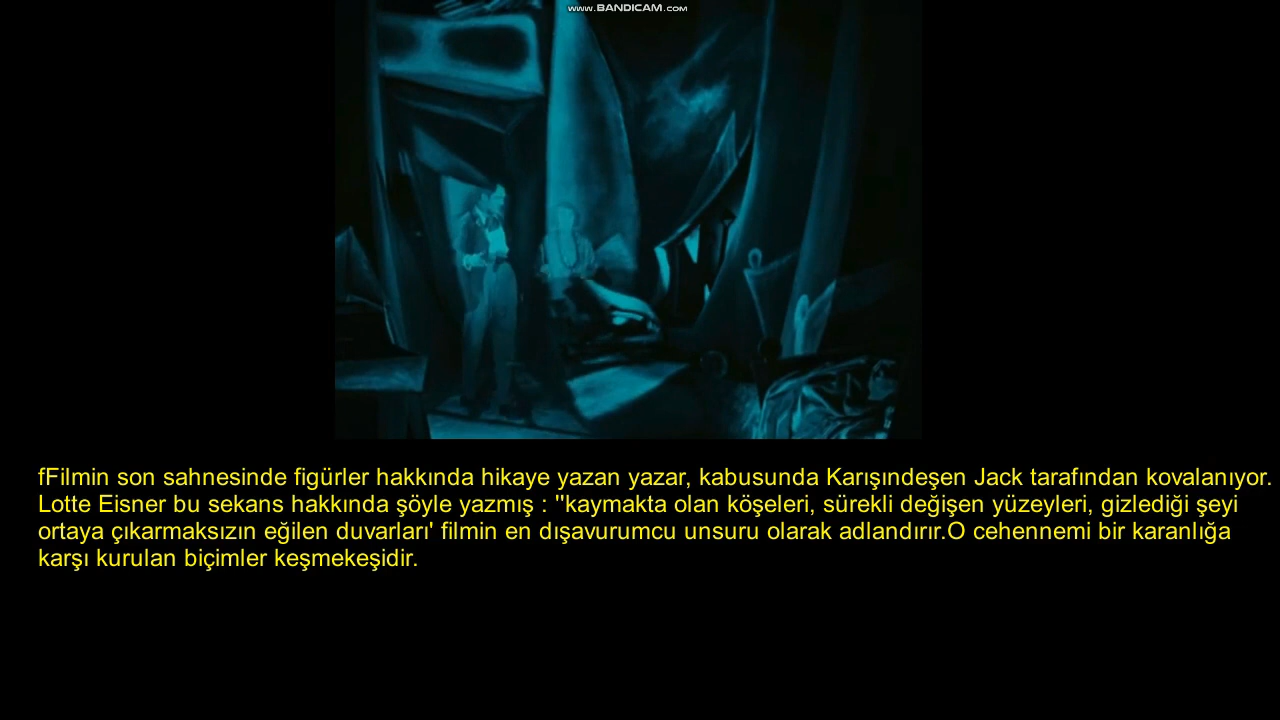 www.BANDICAM.com
fFilmin son sahnesinde figürler hakkında hikaye yazan yazar, kabusunda Karışındeşen Jack tarafından kovalanıyor.
Lotte Eisner bu sekans hakkında şöyle yazmış : ''kaymakta olan köşeleri, sürekli değişen yüzeyleri, gizlediği şeyi
ortaya çıkarmaksızın eğilen duvarları' filmin en dışavurumcu unsuru olarak adlandırır.O cehennemi bir karanlığa
karşı kurulan biçimler keşmekeşidir.